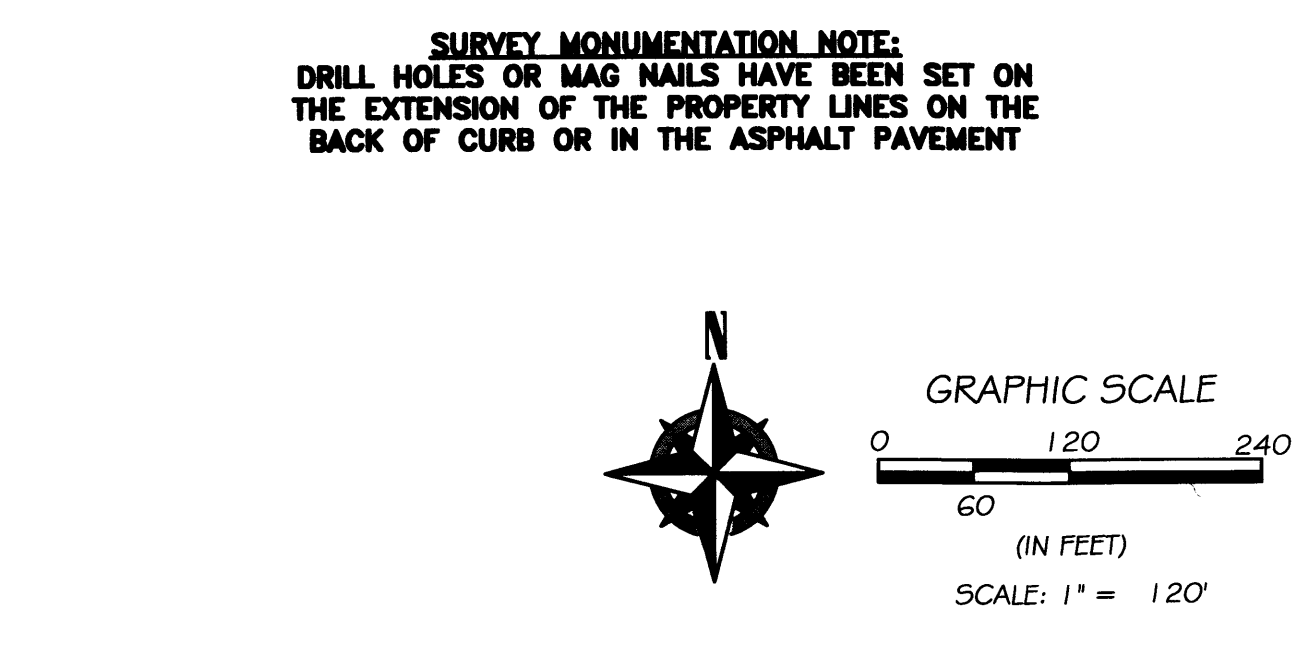 SURVEY MONUMENTATION NOTE:
DRILL HOLES OR MAG NAILS HAVE BEEN SET ON
THE EXTENSION OF THE PROPERTY LINES ON THE
BACK OF CURB OR IN THE ASPHALT PAVEMENT
N
GRAPHIC SCALE
0 120 240
60
(IN FEET)
SCALE: 1" = 120'